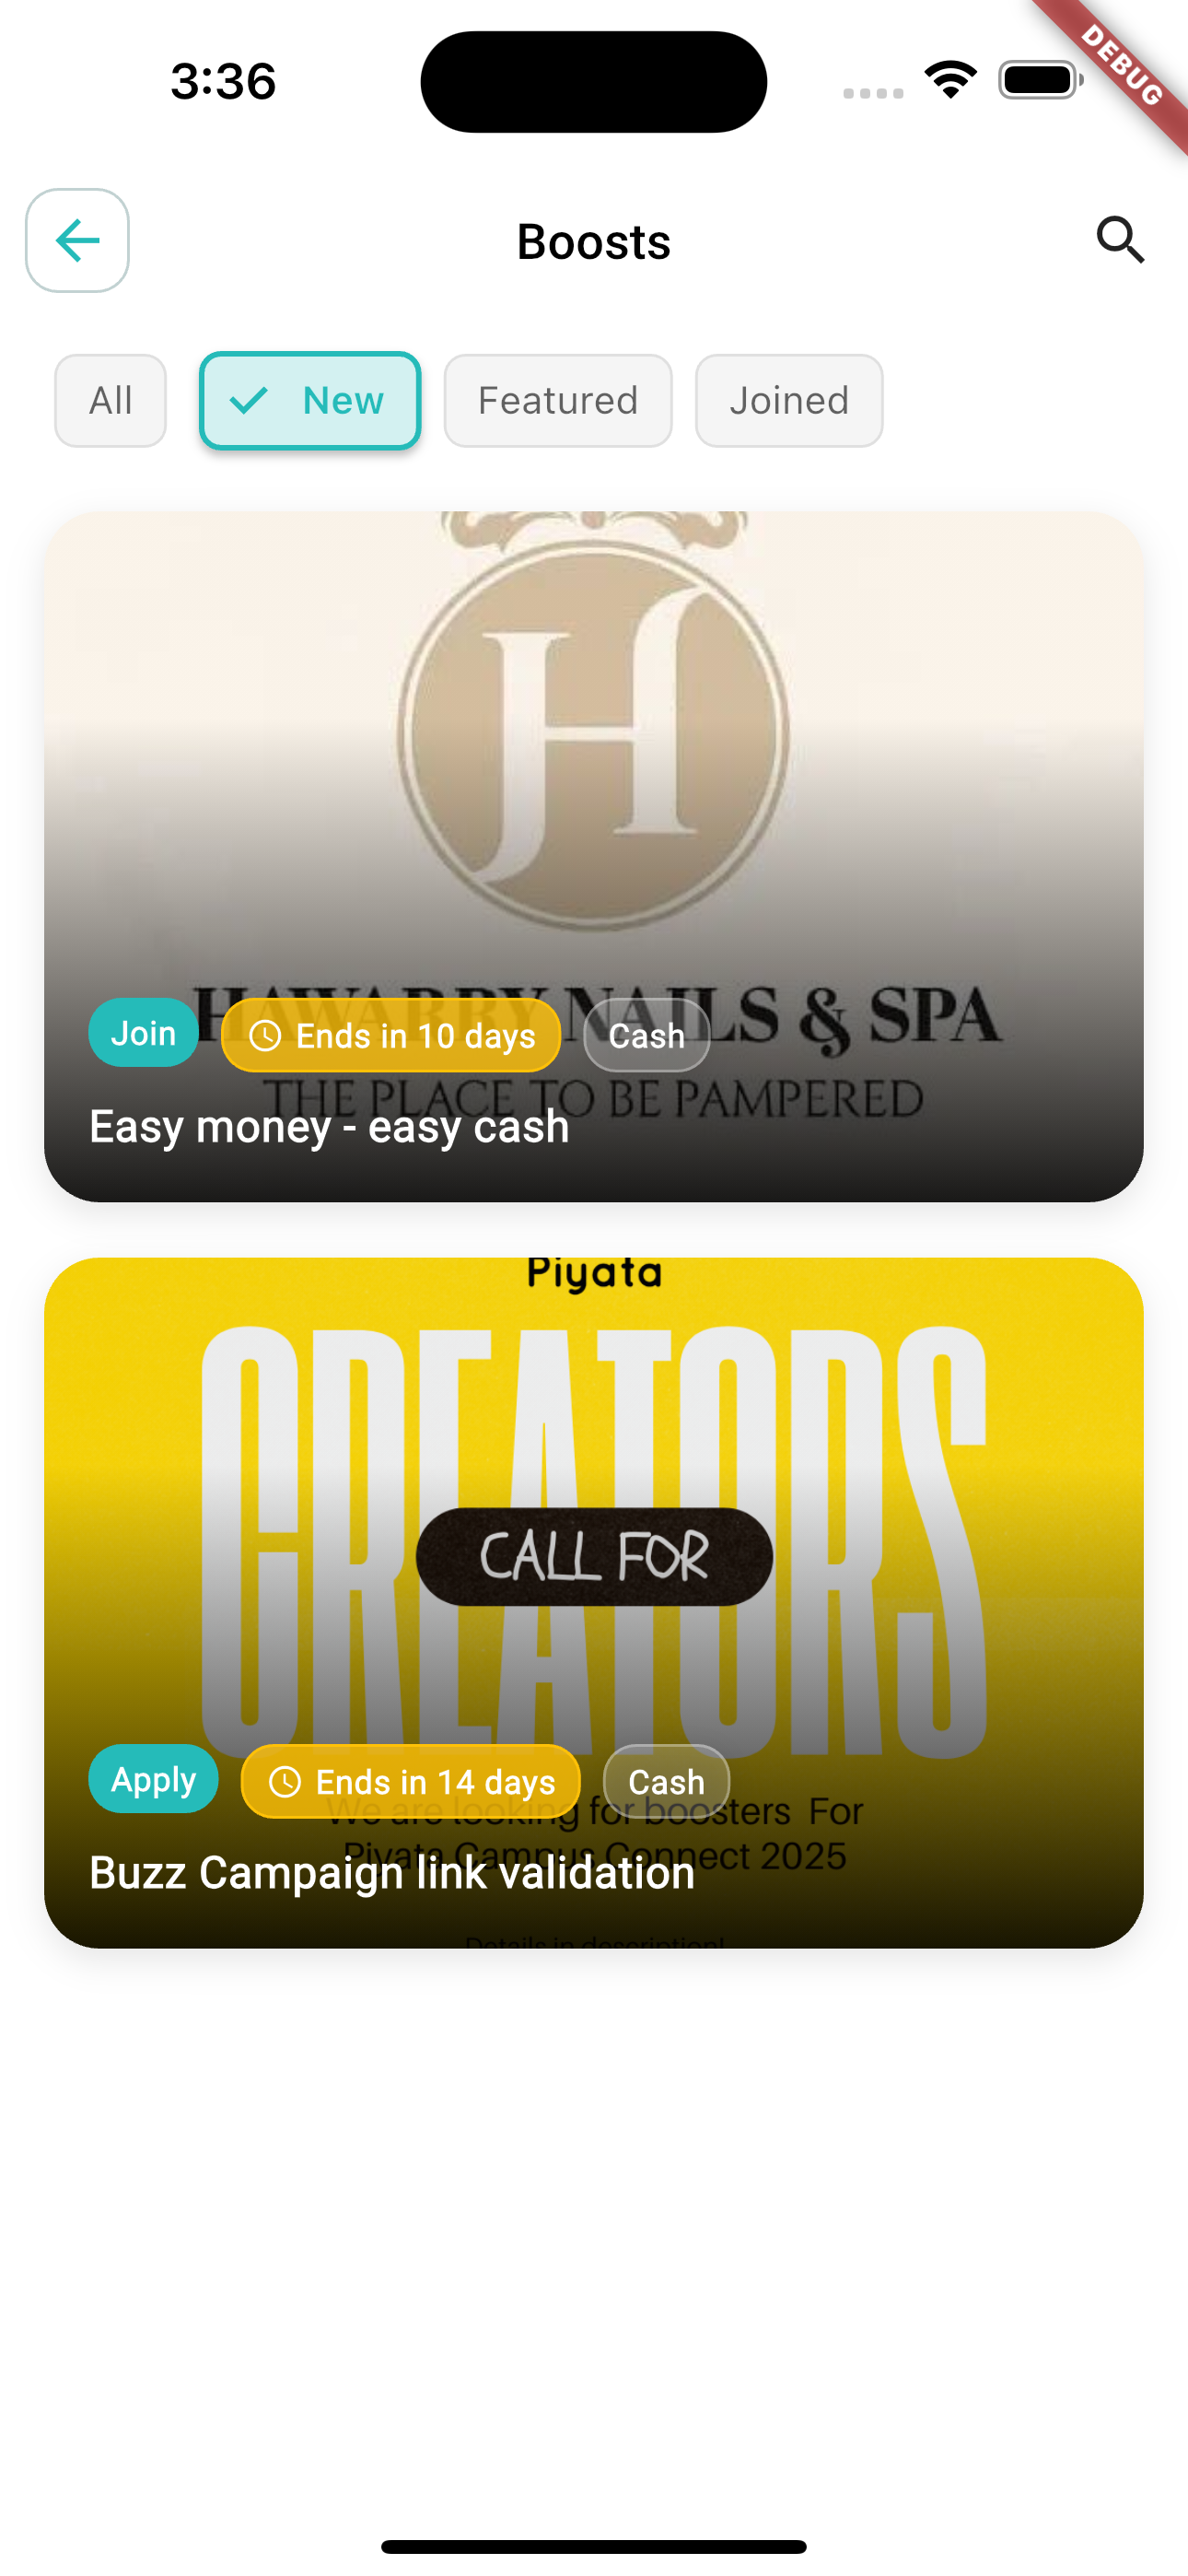 3:36
DEBUG
Boosts
All
New
Featured
Joined
H
HAWARRY NAILS & SPA
Join
Ends in 10 days
Cash
THE PLACE TO BE PAMPERED
Easy money - easy cash
Piyata
CREATORS
CALL FOR
Apply
Ends in 14 days
Cash
We are looking for boosters For
Piyata Campus Connect 2025
Buzz Campaign link validation
Details in description!